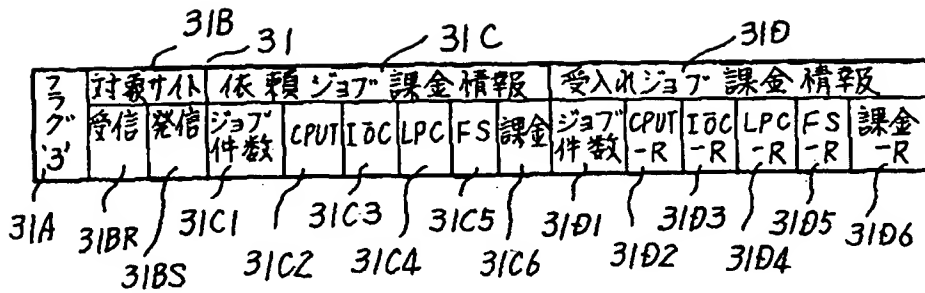 31B 31 31C 31D
フラグ'3' 対象サイト 依頼ジョブ課金情報 受入れジョブ課金情報
受信 発信 ジョブ件数 CPUT IOC LPC FS 課金 ジョブ件数 CPUT-R IOC-R LPC-R FS-R 課金-R
31A 31BR 31BS 31C1 31C2 31C3 31C4 31C5 31C6 31D1 31D2 31D3 31D4 31D5 31D6